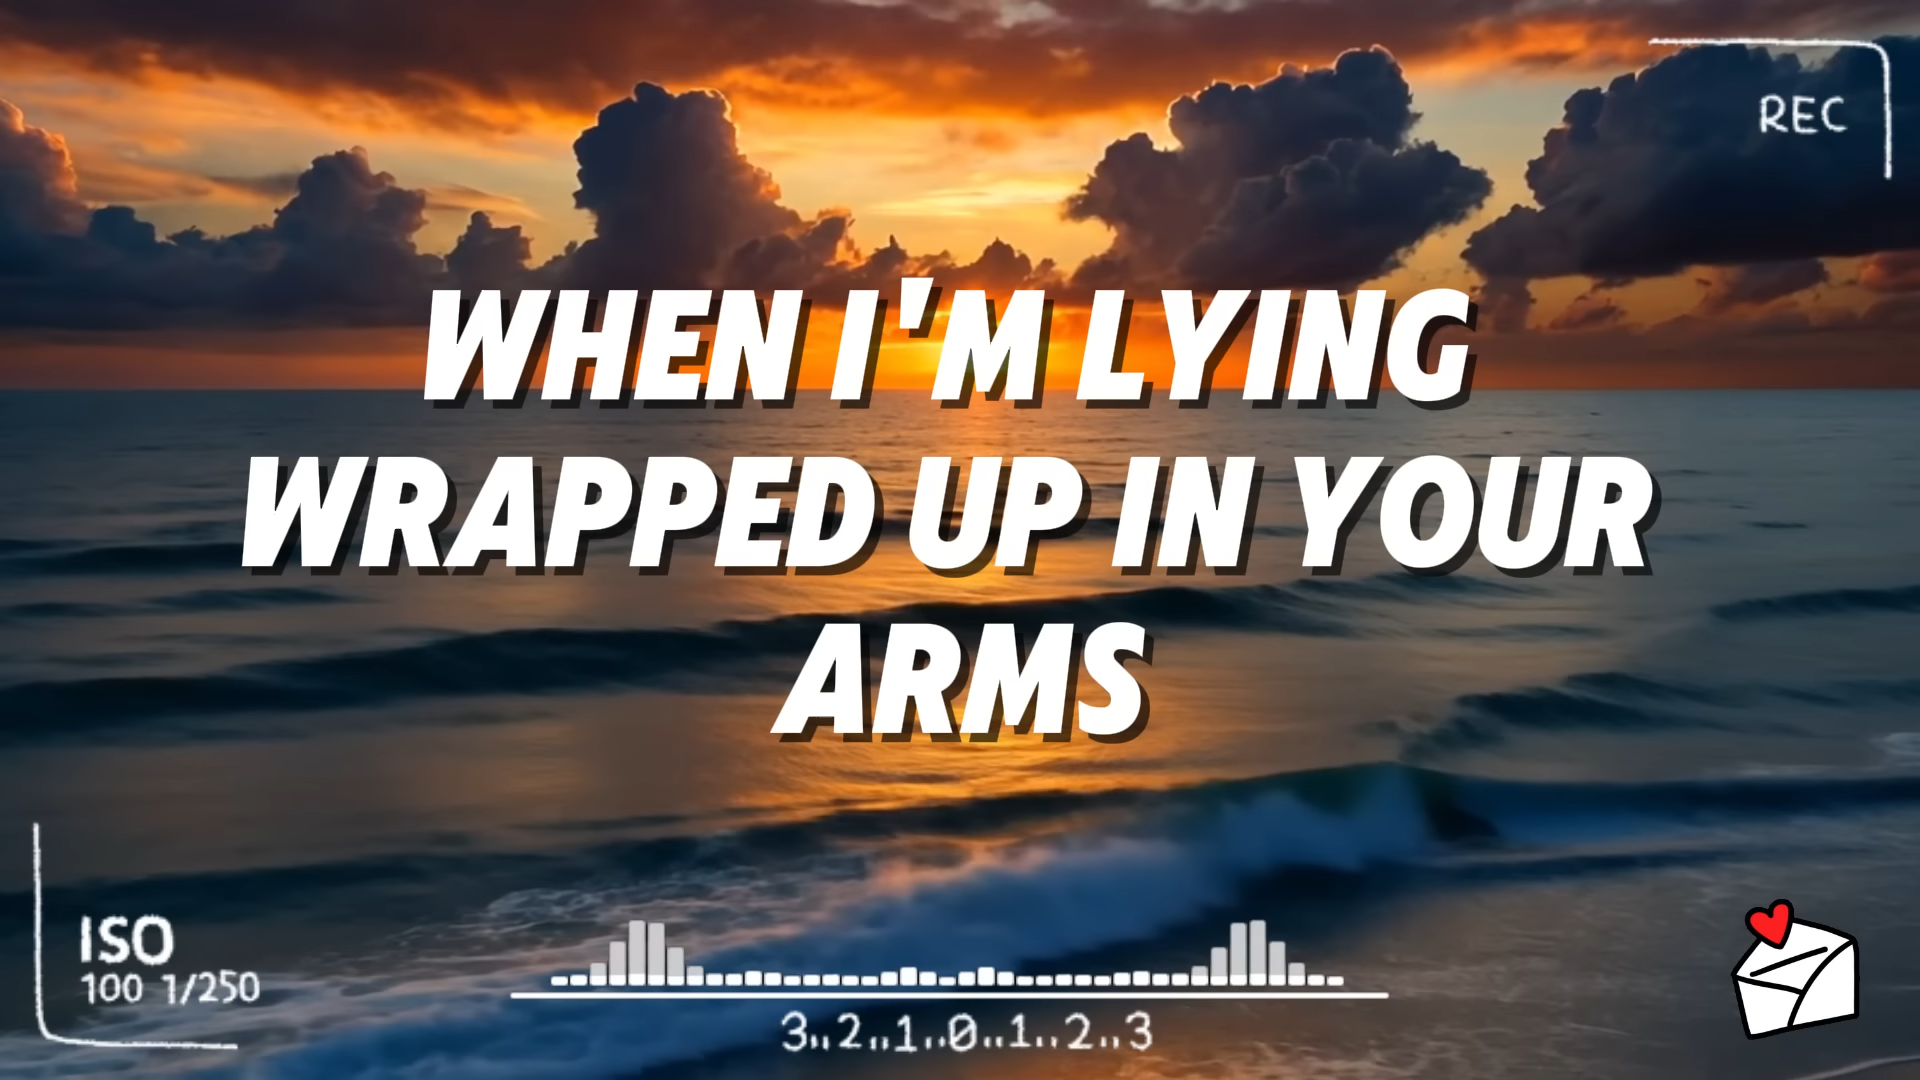 REC
WHEN I'M LYING
WRAPPED UP IN YOUR
ARMS
ISO
100 1/250
3..2..1..0..1..2..3